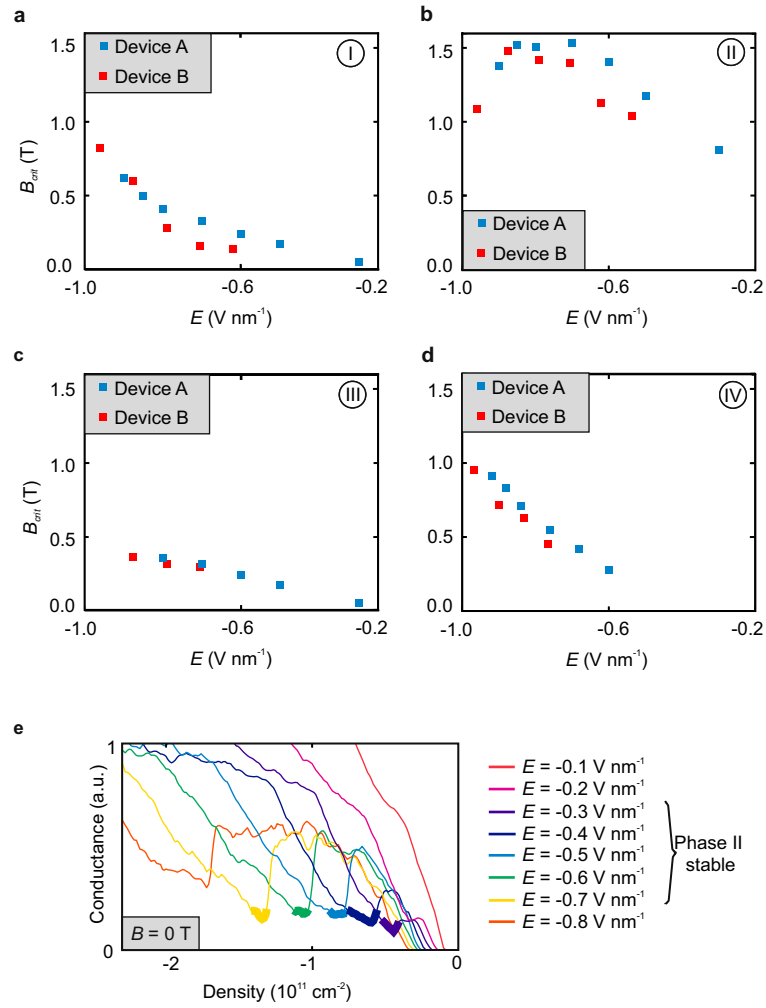 a
Device A
Device B
I
1.5
1.0
0.5
0.0
B_crit (T)
-1.0
-0.6
-0.2
E (V nm⁻¹)
b
II
1.5
1.0
0.5
0.0
Device A
Device B
-1.0
-0.6
-0.2
E (V nm⁻¹)
c
Device A
Device B
III
1.5
1.0
0.5
0.0
B_crit (T)
-1.0
-0.6
-0.2
E (V nm⁻¹)
d
Device A
Device B
IV
1.5
1.0
0.5
0.0
-1.0
-0.6
-0.2
E (V nm⁻¹)
e
1
Conductance (a.u.)
0
B = 0 T
-2
-1
0
Density (10¹¹ cm⁻²)
E = -0.1 V nm⁻¹
E = -0.2 V nm⁻¹
E = -0.3 V nm⁻¹
E = -0.4 V nm⁻¹
E = -0.5 V nm⁻¹
E = -0.6 V nm⁻¹
E = -0.7 V nm⁻¹
E = -0.8 V nm⁻¹
Phase II
stable